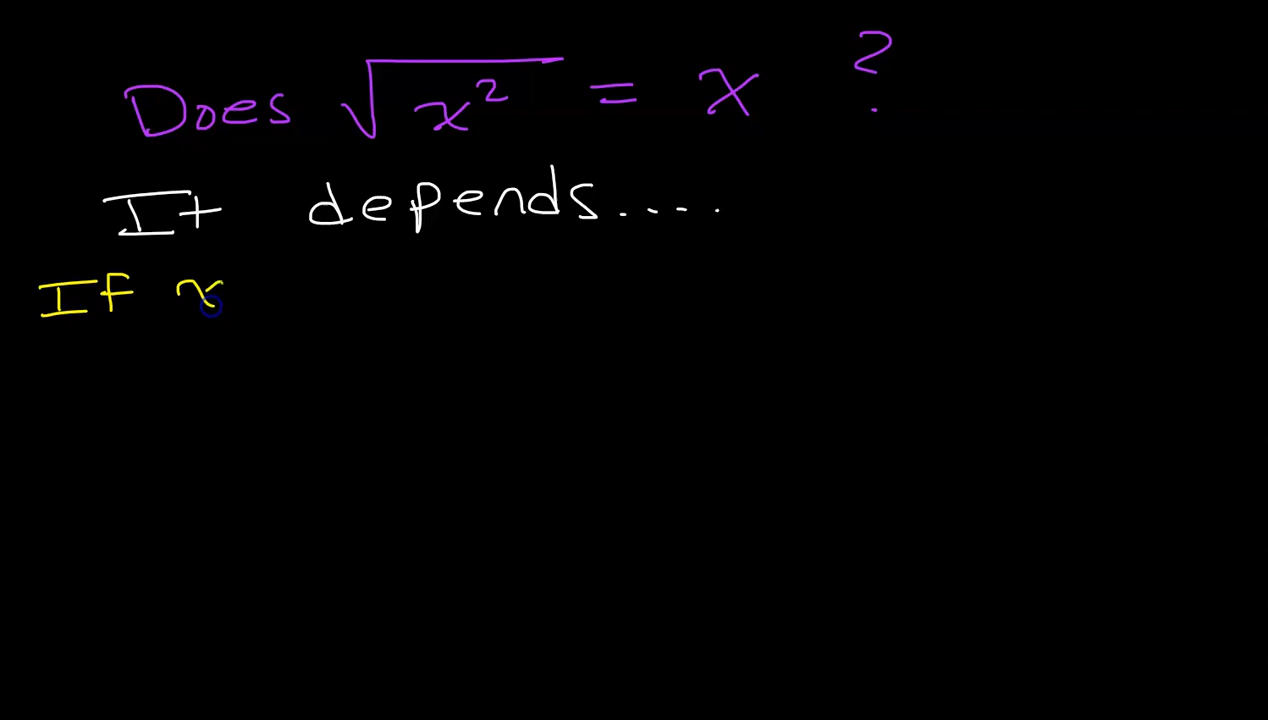 Does √x² = x ?
It depends....
If x